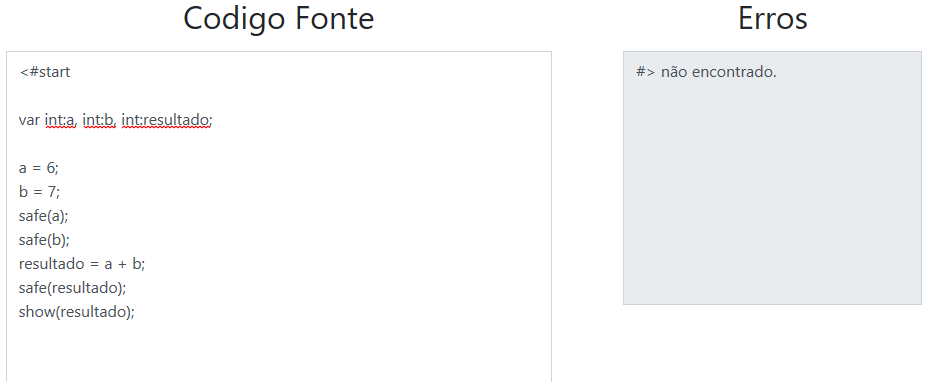 Codigo Fonte
<#start
var int:a, int:b, int:resultado;
a = 6;
b = 7;
safe(a);
safe(b);
resultado = a + b;
safe(resultado);
show(resultado);
Erros
#> não encontrado.